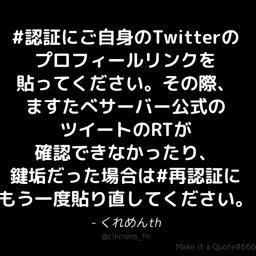 #認証にご自身のTwitterの
プロフィールリンクを
貼ってください。その際、
ますたべサーバー公式の
ツイートのRTが
確認できなかったり、
鍵垢だった場合は#再認証に
もう一度貼り直してください。
- くれめんth
@clemens_fn
Make it a Quote#666